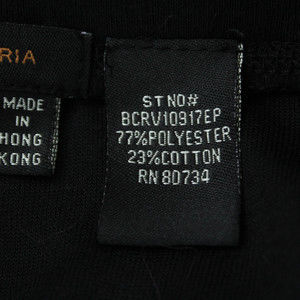 RIA
MADE
IN
HONG
KONG
ST NO#
BCRV10917EP
77% POLYESTER
23% COTTON
RN 80734